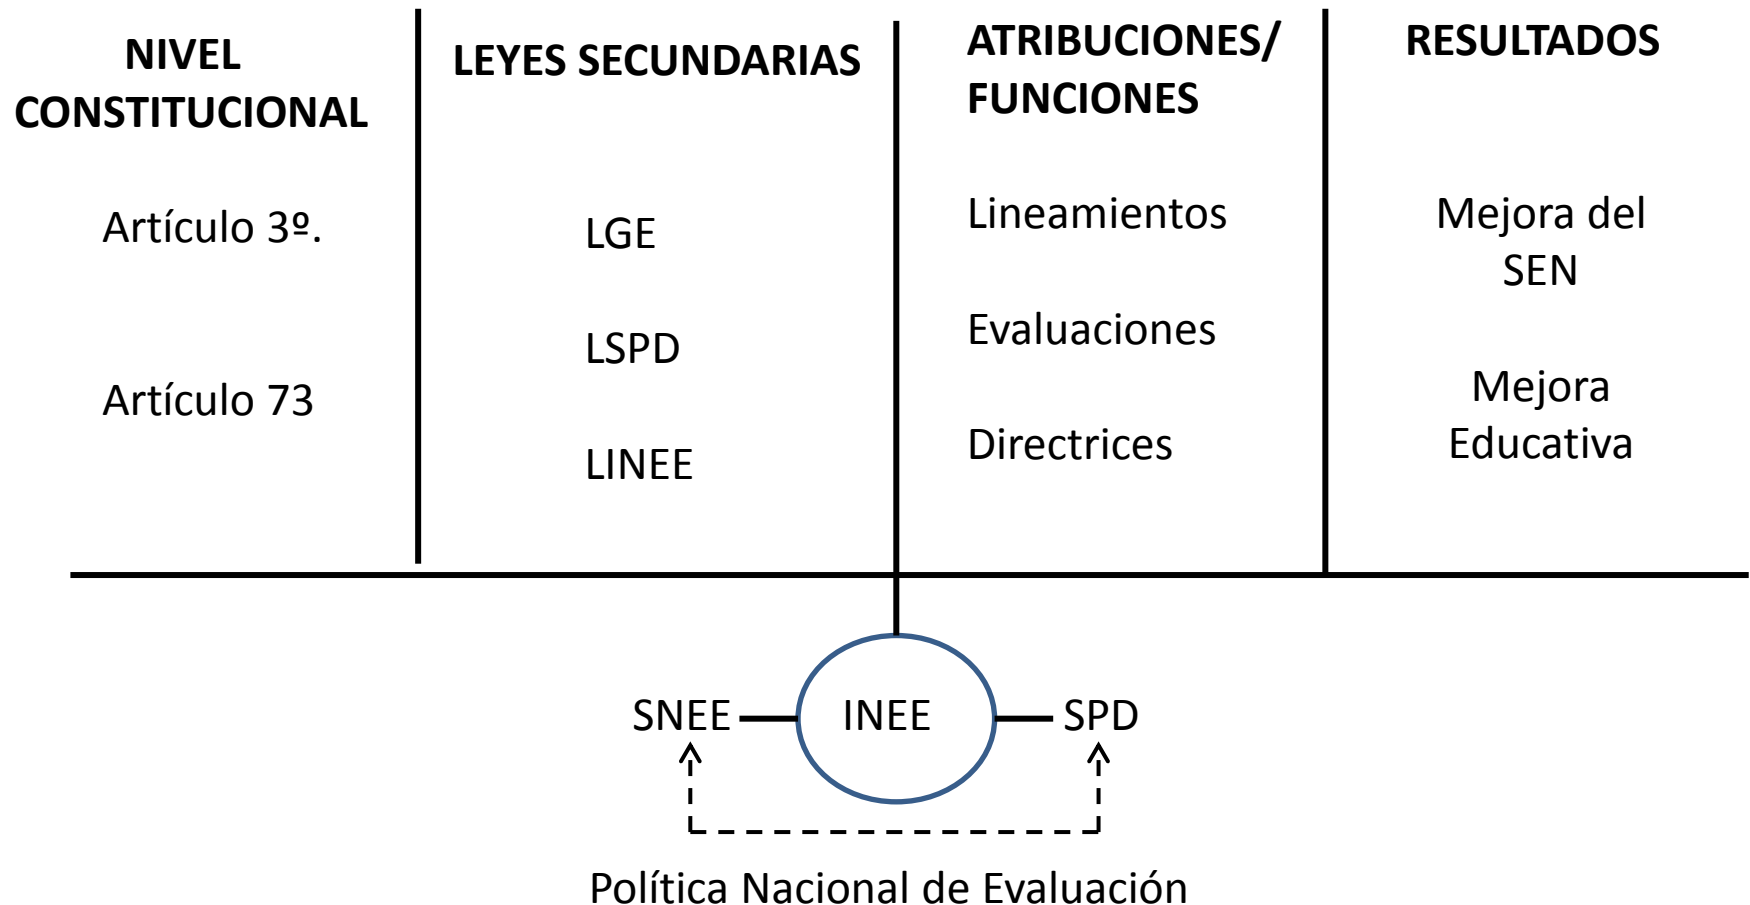 NIVEL
CONSTITUCIONAL
Artículo 3º.
Artículo 73
LEYES SECUNDARIAS
LGE
LSPD
LINEE
ATRIBUCIONES/
FUNCIONES
Lineamientos
Evaluaciones
Directrices
RESULTADOS
Mejora del
SEN
Mejora
Educativa
SNEE
INEE
SPD
Política Nacional de Evaluación